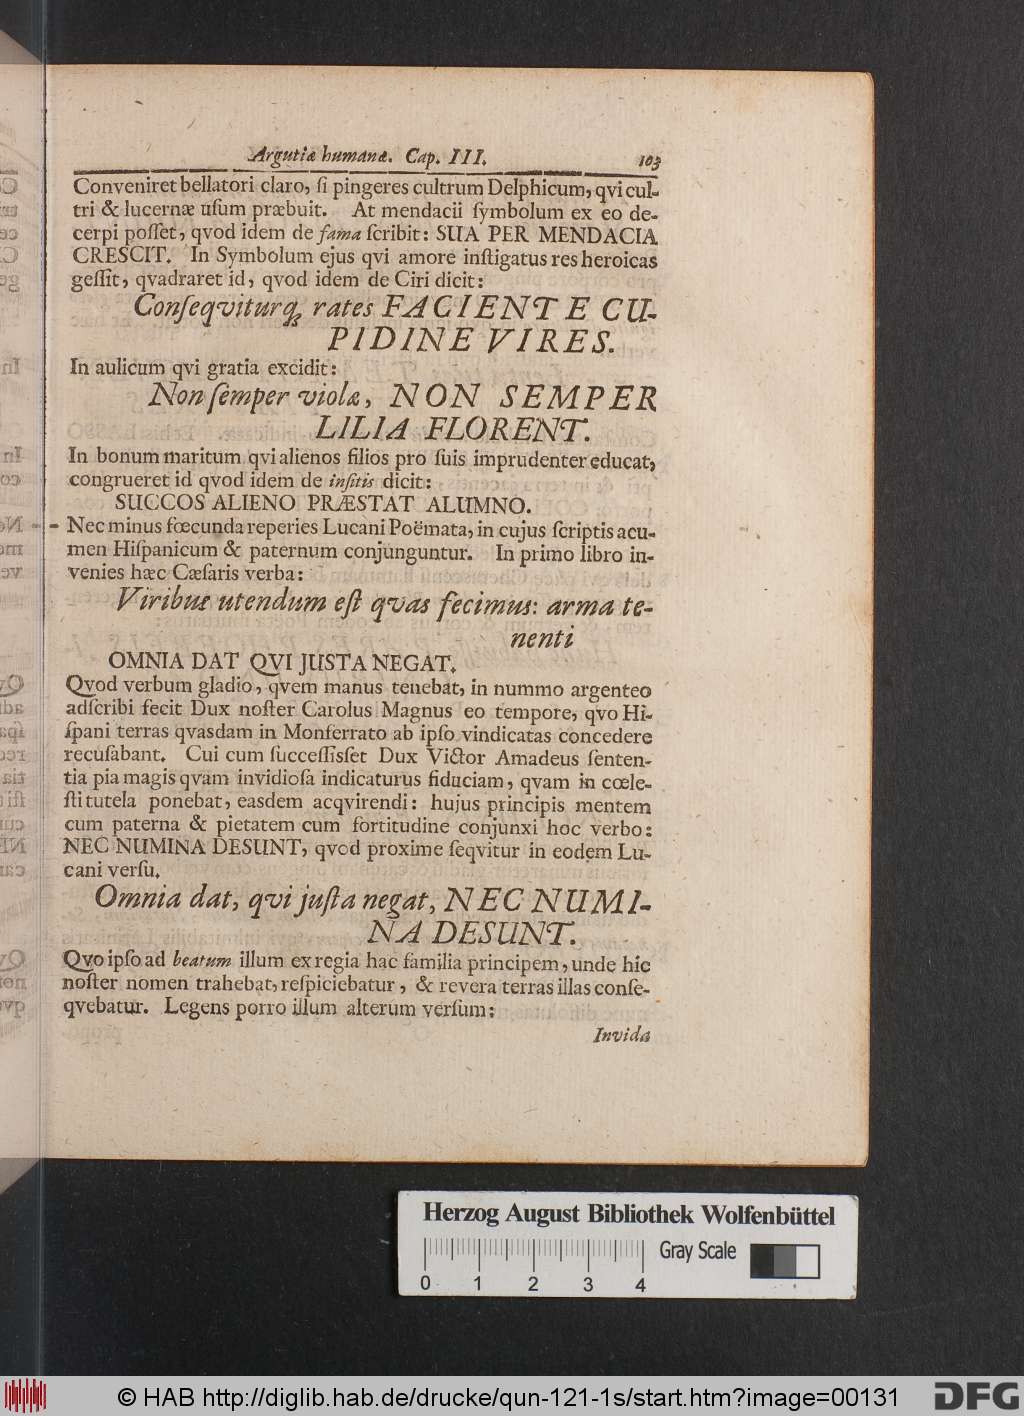 Argutiæ humanæ. Cap. III. 103
Conveniret bellatori claro, ſi pingeres cultrum Delphicum, qvi cul-
tri & lucernæ uſum præbuit. At mendacii ſymbolum ex eo de-
cerpi poſſet, qvod idem de fama ſcribit: SUA PER MENDACIA
CRESCIT. In Symbolum ejus qvi amore inſtigatus res heroicas
geſſit, qvadraret id, qvod idem de Ciri dicit:
Conſeqviturq; rates FACIENTE CU-
PIDINE VIRES.
In aulicum qvi gratia excidit:
Non ſemper violæ, NON SEMPER
LILIA FLORENT.
In bonum maritum qvi alienos filios pro ſuis imprudenter educat,
congrueret id qvod idem de inſitis dicit:
SUCCOS ALIENO PRÆSTAT ALUMNO.
Nec minus fœcunda reperies Lucani Poëmata, in cujus ſcriptis acu-
men Hiſpanicum & paternum conjunguntur. In primo libro in-
venies hæc Cæſaris verba:
Viribus utendum eſt qvas fecimus: arma te-
nenti
OMNIA DAT QVI JUSTA NEGAT.
Qvod verbum gladio, qvem manus tenebat, in nummo argenteo
adſcribi fecit Dux noſter Carolus Magnus eo tempore, qvo Hi-
ſpani terras qvasdam in Monferrato ab ipſo vindicatas concedere
recuſabant. Cui cum ſucceſſiſſet Dux Victor Amadeus ſenten-
tia pia magis qvam invidioſa indicaturus fiduciam, qvam in cœle-
ſti tutela ponebat, easdem acqvirendi: hujus principis mentem
cum paterna & pietatem cum fortitudine conjunxi hoc verbo:
NEC NUMINA DESUNT, qvod proxime ſeqvitur in eodem Lu-
cani verſu.
Omnia dat, qvi juſta negat, NEC NUMI-
NA DESUNT.
Qvo ipſo ad beatum illum ex regia hac familia principem, unde hic
noſter nomen trahebat, reſpiciebatur, & revera terras illas conſe-
qvebatur. Legens porro illum alterum verſum:
Invida
Herzog August Bibliothek Wolfenbüttel
Gray Scale
0 1 2 3 4
© HAB http://diglib.hab.de/drucke/qun-121-1s/start.htm?image=00131
DFG